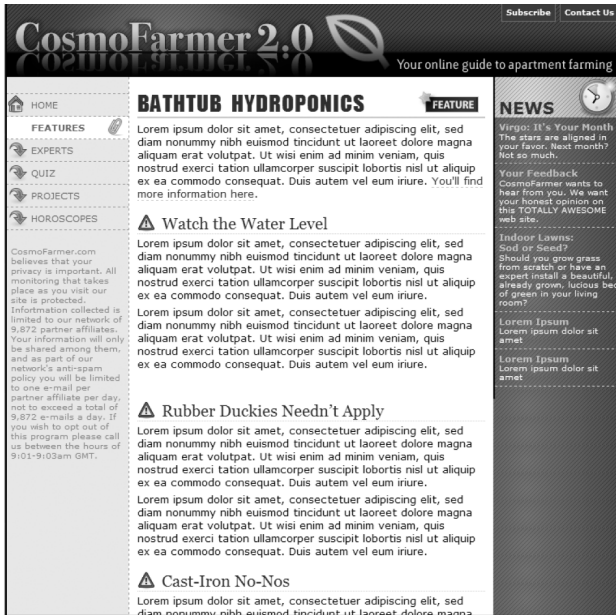 Subscribe Contact Us
CosmoFarmer 2.0
Your online guide to apartment farming
HOME
FEATURES
EXPERTS
QUIZ
PROJECTS
HOROSCOPES
CosmoFarmer.com
believes that your
privacy is important. All
monitoring that takes
place as you visit our
site is protected.
Infortmation collected is
limited to our network of
9,872 partner affiliates.
Your information will only
be shared among them,
and as part of our
network's anti-spam
policy you will be limited
to one e-mail per
partner affiliate per day,
not to exceed a total of
9,872 e-mails a day. If
you wish to opt out of
this program please call
us between the hours of
9:01-9:03am GMT.
BATHTUB HYDROPONICS
FEATURE
Lorem ipsum dolor sit amet, consectetuer adipiscing elit, sed
diam nonummy nibh euismod tincidunt ut laoreet dolore magna
aliquam erat volutpat. Ut wisi enim ad minim veniam, quis
nostrud exerci tation ullamcorper suscipit lobortis nisl ut aliquip
ex ea commodo consequat. Duis autem vel eum iriure. You'll find
more information here.
Watch the Water Level
Lorem ipsum dolor sit amet, consectetuer adipiscing elit, sed
diam nonummy nibh euismod tincidunt ut laoreet dolore magna
aliquam erat volutpat. Ut wisi enim ad minim veniam, quis
nostrud exerci tation ullamcorper suscipit lobortis nisl ut aliquip
ex ea commodo consequat. Duis autem vel eum iriure.
Lorem ipsum dolor sit amet, consectetuer adipiscing elit, sed
diam nonummy nibh euismod tincidunt ut laoreet dolore magna
aliquam erat volutpat. Ut wisi enim ad minim veniam, quis
nostrud exerci tation ullamcorper suscipit lobortis nisl ut aliquip
ex ea commodo consequat. Duis autem vel eum iriure.
Rubber Duckies Needn't Apply
Lorem ipsum dolor sit amet, consectetuer adipiscing elit, sed
diam nonummy nibh euismod tincidunt ut laoreet dolore magna
aliquam erat volutpat. Ut wisi enim ad minim veniam, quis
nostrud exerci tation ullamcorper suscipit lobortis nisl ut aliquip
ex ea commodo consequat. Duis autem vel eum iriure.
Lorem ipsum dolor sit amet, consectetuer adipiscing elit, sed
diam nonummy nibh euismod tincidunt ut laoreet dolore magna
aliquam erat volutpat. Ut wisi enim ad minim veniam, quis
nostrud exerci tation ullamcorper suscipit lobortis nisl ut aliquip
ex ea commodo consequat. Duis autem vel eum iriure.
Cast-Iron No-Nos
Lorem ipsum dolor sit amet, consectetuer adipiscing elit, sed
diam nonummy nibh euismod tincidunt ut laoreet dolore magna
NEWS
Virgo: It's Your Month
The stars are aligned in
your favor. Next month?
Not so much.
Your Feedback
CosmoFarmer wants to
hear from you. We want
your honest opinion on
this TOTALLY AWESOME
web site.
Indoor Lawns:
Sod or Seed?
Should you grow grass
from scratch or have an
expert install a beautiful,
already grown, lucious bed
of green in your living
room?
Lorem Ipsum
Lorem ipsum dolor sit
amet
Lorem Ipsum
Lorem ipsum dolor sit
amet